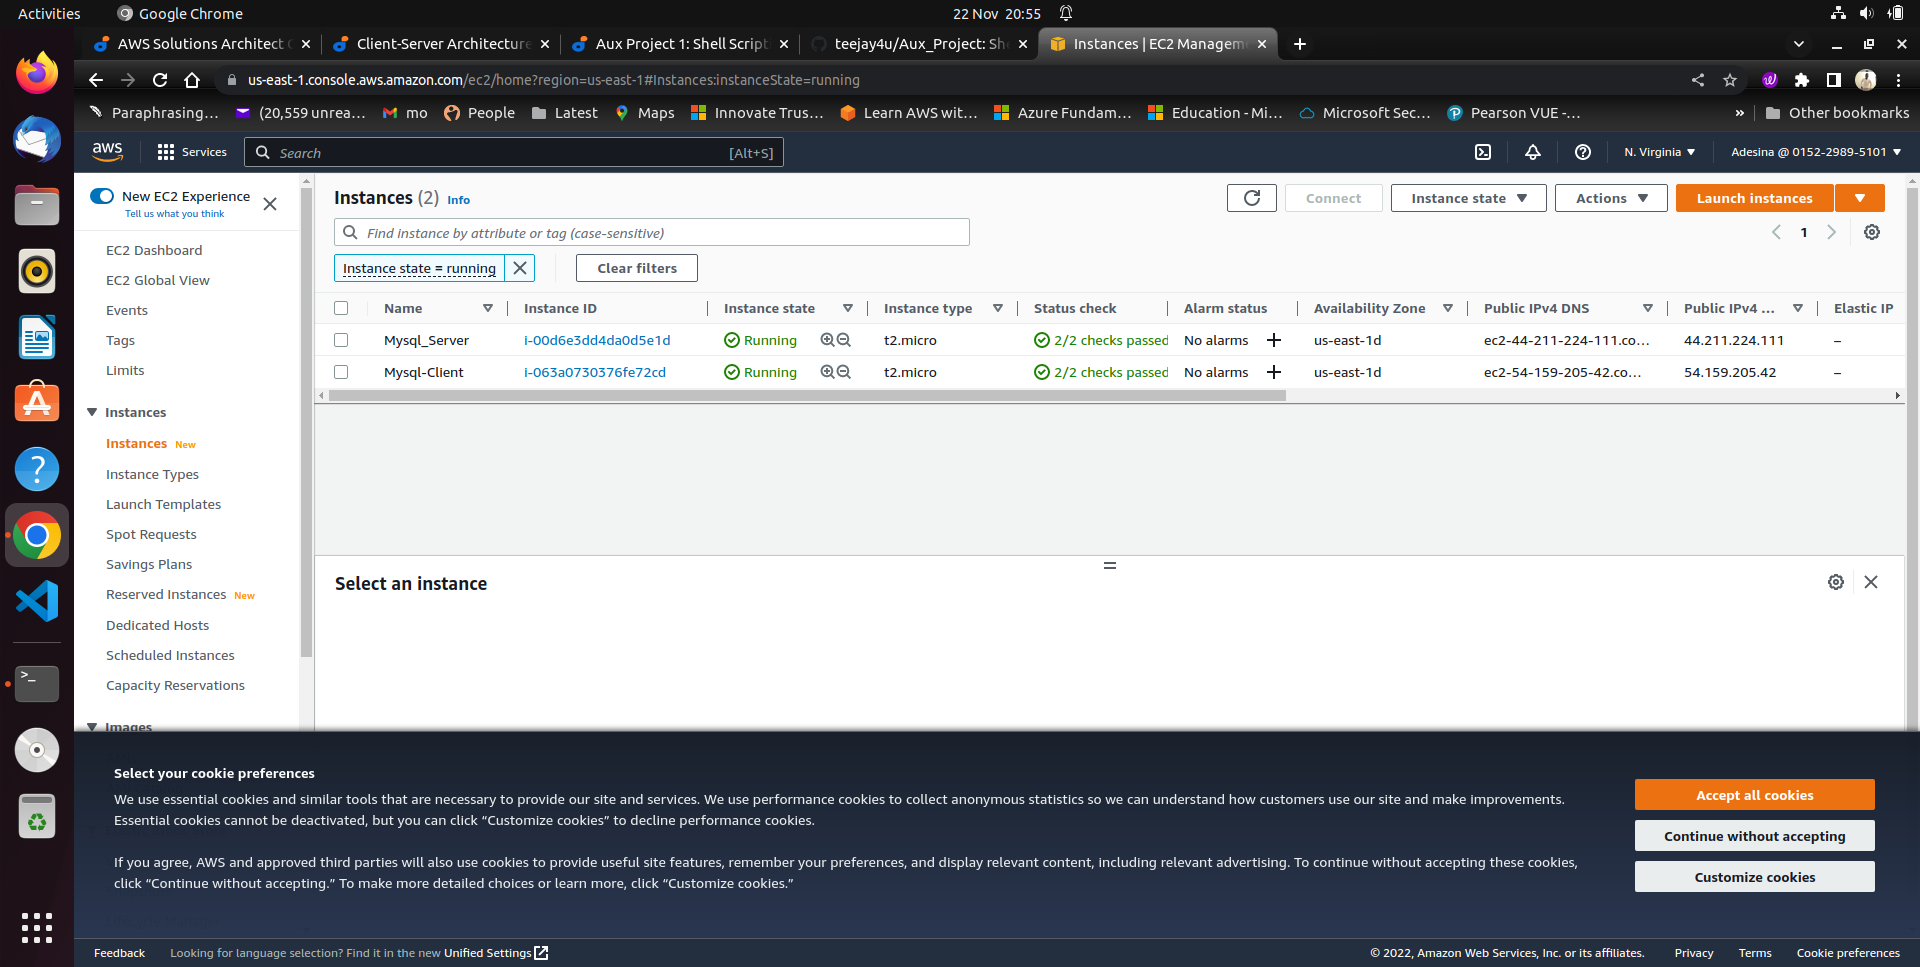 Activities
Google Chrome
22 Nov 20:55
AWS Solutions Architect
Client-Server Architecture
Aux Project 1: Shell Script
teejay4u/Aux_Project: She
Instances | EC2 Managem
us-east-1.console.aws.amazon.com/ec2/home?region=us-east-1#Instances:instanceState=running
Paraphrasing...
(20,559 unrea...
mo
People
Latest
Maps
Innovate Trus...
Learn AWS wit...
Azure Fundam...
Education - Mi...
Microsoft Sec...
Pearson VUE -...
»
Other bookmarks
aws
Services
Search
[Alt+S]
N. Virginia
Adesina @ 0152-2989-5101
New EC2 Experience
Tell us what you think
EC2 Dashboard
EC2 Global View
Events
Tags
Limits
Instances
Instances New
Instance Types
Launch Templates
Spot Requests
Savings Plans
Reserved Instances New
Dedicated Hosts
Scheduled Instances
Capacity Reservations
Images
Instances (2) Info
Connect
Instance state
Actions
Launch instances
Find instance by attribute or tag (case-sensitive)
1
Instance state = running
Clear filters
Name Instance ID Instance state Instance type Status check Alarm status Availability Zone Public IPv4 DNS Public IPv4 ... Elastic IP
Mysql_Server i-00d6e3dd4da0d5e1d Running t2.micro 2/2 checks passed No alarms + us-east-1d ec2-44-211-224-111.co... 44.211.224.111 –
Mysql-Client i-063a0730376fe72cd Running t2.micro 2/2 checks passed No alarms + us-east-1d ec2-54-159-205-42.co... 54.159.205.42 –
Select an instance
Select your cookie preferences
We use essential cookies and similar tools that are necessary to provide our site and services. We use performance cookies to collect anonymous statistics so we can understand how customers use our site and make improvements.
Essential cookies cannot be deactivated, but you can click “Customize cookies” to decline performance cookies.
If you agree, AWS and approved third parties will also use cookies to provide useful site features, remember your preferences, and display relevant content, including relevant advertising. To continue without accepting these cookies,
click “Continue without accepting.” To make more detailed choices or learn more, click “Customize cookies.”
Accept all cookies
Continue without accepting
Customize cookies
Feedback
Looking for language selection? Find it in the new Unified Settings
© 2022, Amazon Web Services, Inc. or its affiliates.
Privacy
Terms
Cookie preferences